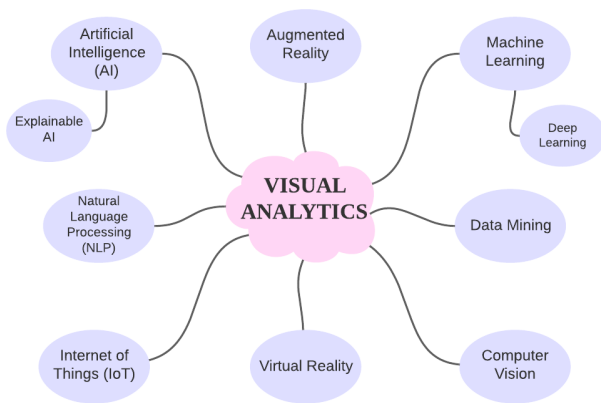 Artificial
Intelligence
(AI)
Augmented
Reality
Machine
Learning
Explainable
AI
Deep
Learning
VISUAL
ANALYTICS
Natural
Language
Processing
(NLP)
Data Mining
Internet of
Things (IoT)
Virtual Reality
Computer
Vision